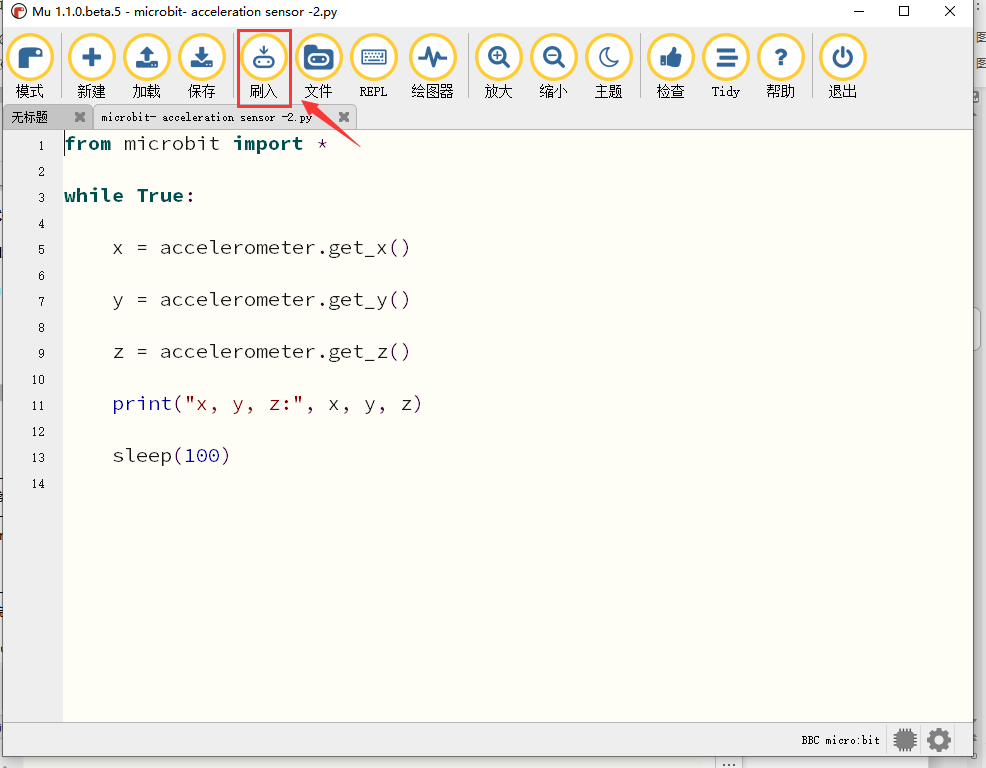 Mu 1.1.0.beta.5 - microbit- acceleration sensor -2.py
模式 新建 加载 保存 刷入 文件 REPL 绘图器 放大 缩小 主题 检查 Tidy 帮助 退出
无标题 microbit- acceleration sensor -2.py
1 from microbit import *
2
3 while True:
4
5 x = accelerometer.get_x()
6
7 y = accelerometer.get_y()
8
9 z = accelerometer.get_z()
10
11 print("x, y, z:", x, y, z)
12
13 sleep(100)
14
BBC micro:bit